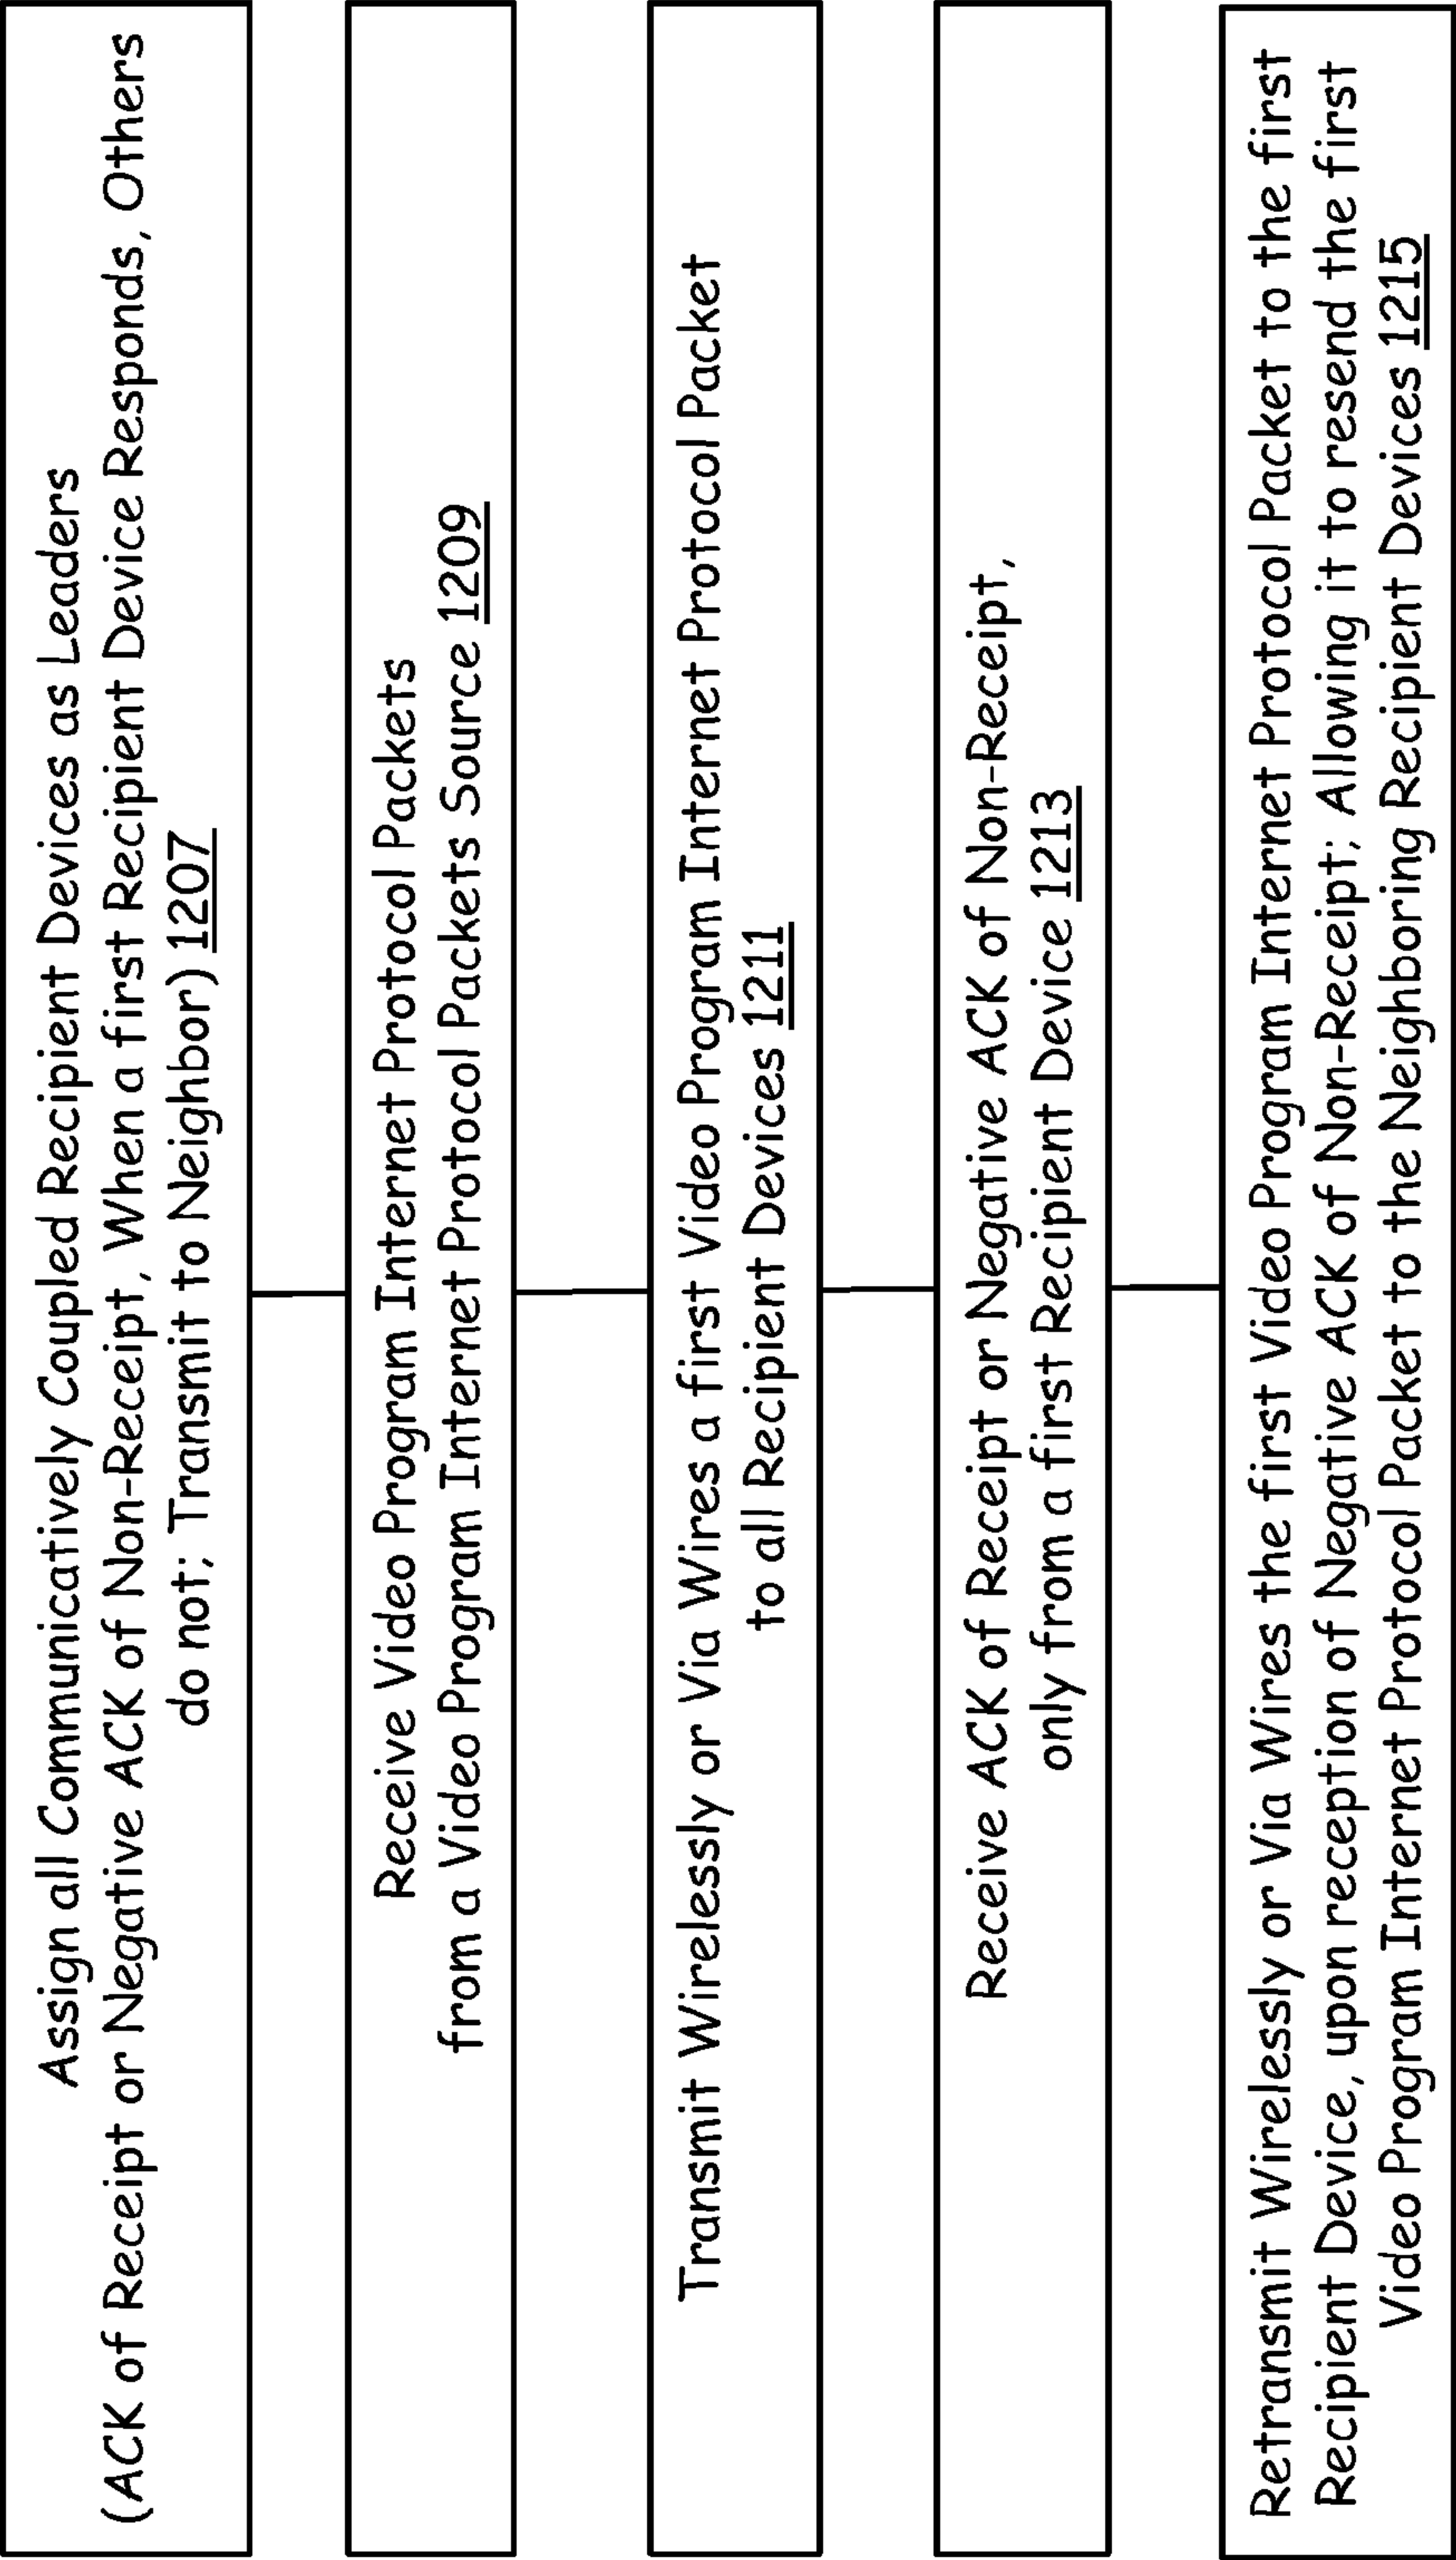 Assign all Communicatively Coupled Recipient Devices as Leaders
(ACK of Receipt or Negative ACK of Non-Receipt, When a first Recipient Device Responds, Others
do not; Transmit to Neighbor) 1207
Receive Video Program Internet Protocol Packets
from a Video Program Internet Protocol Packets Source 1209
Transmit Wirelessly or Via Wires a first Video Program Internet Protocol Packet
to all Recipient Devices 1211
Receive ACK of Receipt or Negative ACK of Non-Receipt,
only from a first Recipient Device 1213
Retransmit Wirelessly or Via Wires the first Video Program Internet Protocol Packet to the first
Recipient Device, upon reception of Negative ACK of Non-Receipt; Allowing it to resend the first
Video Program Internet Protocol Packet to the Neighboring Recipient Devices 1215